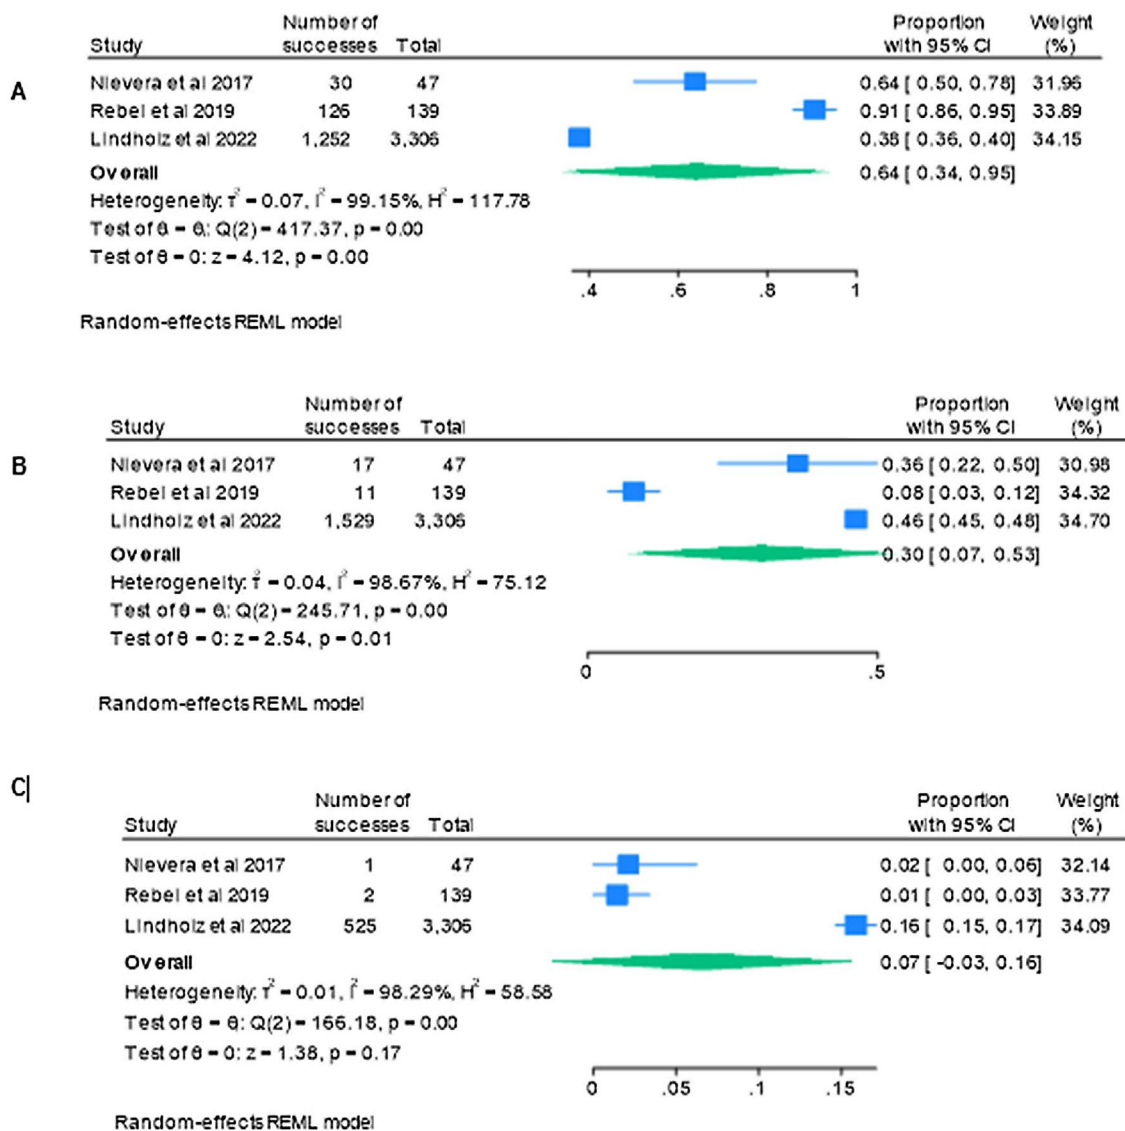 A
Number of
successes
Study Total
Proportion
with 95% CI
Weight
(%)
Nievera et al 2017 30 47 0.64 [ 0.50, 0.78] 31.96
Rebel et al 2019 126 139 0.91 [ 0.86, 0.95] 33.89
Lindholz et al 2022 1,252 3,306 0.38 [ 0.36, 0.40] 34.15
Overall 0.64 [ 0.34, 0.95]
Heterogeneity: τ² = 0.07, I² = 99.15%, H² = 117.78
Test of θ = θ: Q(2) = 417.37, p = 0.00
Test of θ = 0: z = 4.12, p = 0.00
.4 .6 .8 1
Random-effects REML model
B
Number of
successes
Study Total
Proportion
with 95% CI
Weight
(%)
Nievera et al 2017 17 47 0.36 [ 0.22, 0.50] 30.98
Rebel et al 2019 11 139 0.08 [ 0.03, 0.12] 34.32
Lindholz et al 2022 1,529 3,306 0.46 [ 0.45, 0.48] 34.70
Overall 0.30 [ 0.07, 0.53]
Heterogeneity: τ² = 0.04, I² = 98.67%, H² = 75.12
Test of θ = θ: Q(2) = 245.71, p = 0.00
Test of θ = 0: z = 2.54, p = 0.01
0 .5
Random-effects REML model
C
Number of
successes
Study Total
Proportion
with 95% CI
Weight
(%)
Nievera et al 2017 1 47 0.02 [ 0.00, 0.06] 32.14
Rebel et al 2019 2 139 0.01 [ 0.00, 0.03] 33.77
Lindholz et al 2022 525 3,306 0.16 [ 0.15, 0.17] 34.09
Overall 0.07 [ -0.03, 0.16]
Heterogeneity: τ² = 0.01, I² = 98.29%, H² = 58.58
Test of θ = θ: Q(2) = 166.18, p = 0.00
Test of θ = 0: z = 1.38, p = 0.17
0 .05 .1 .15
Random-effects REML model